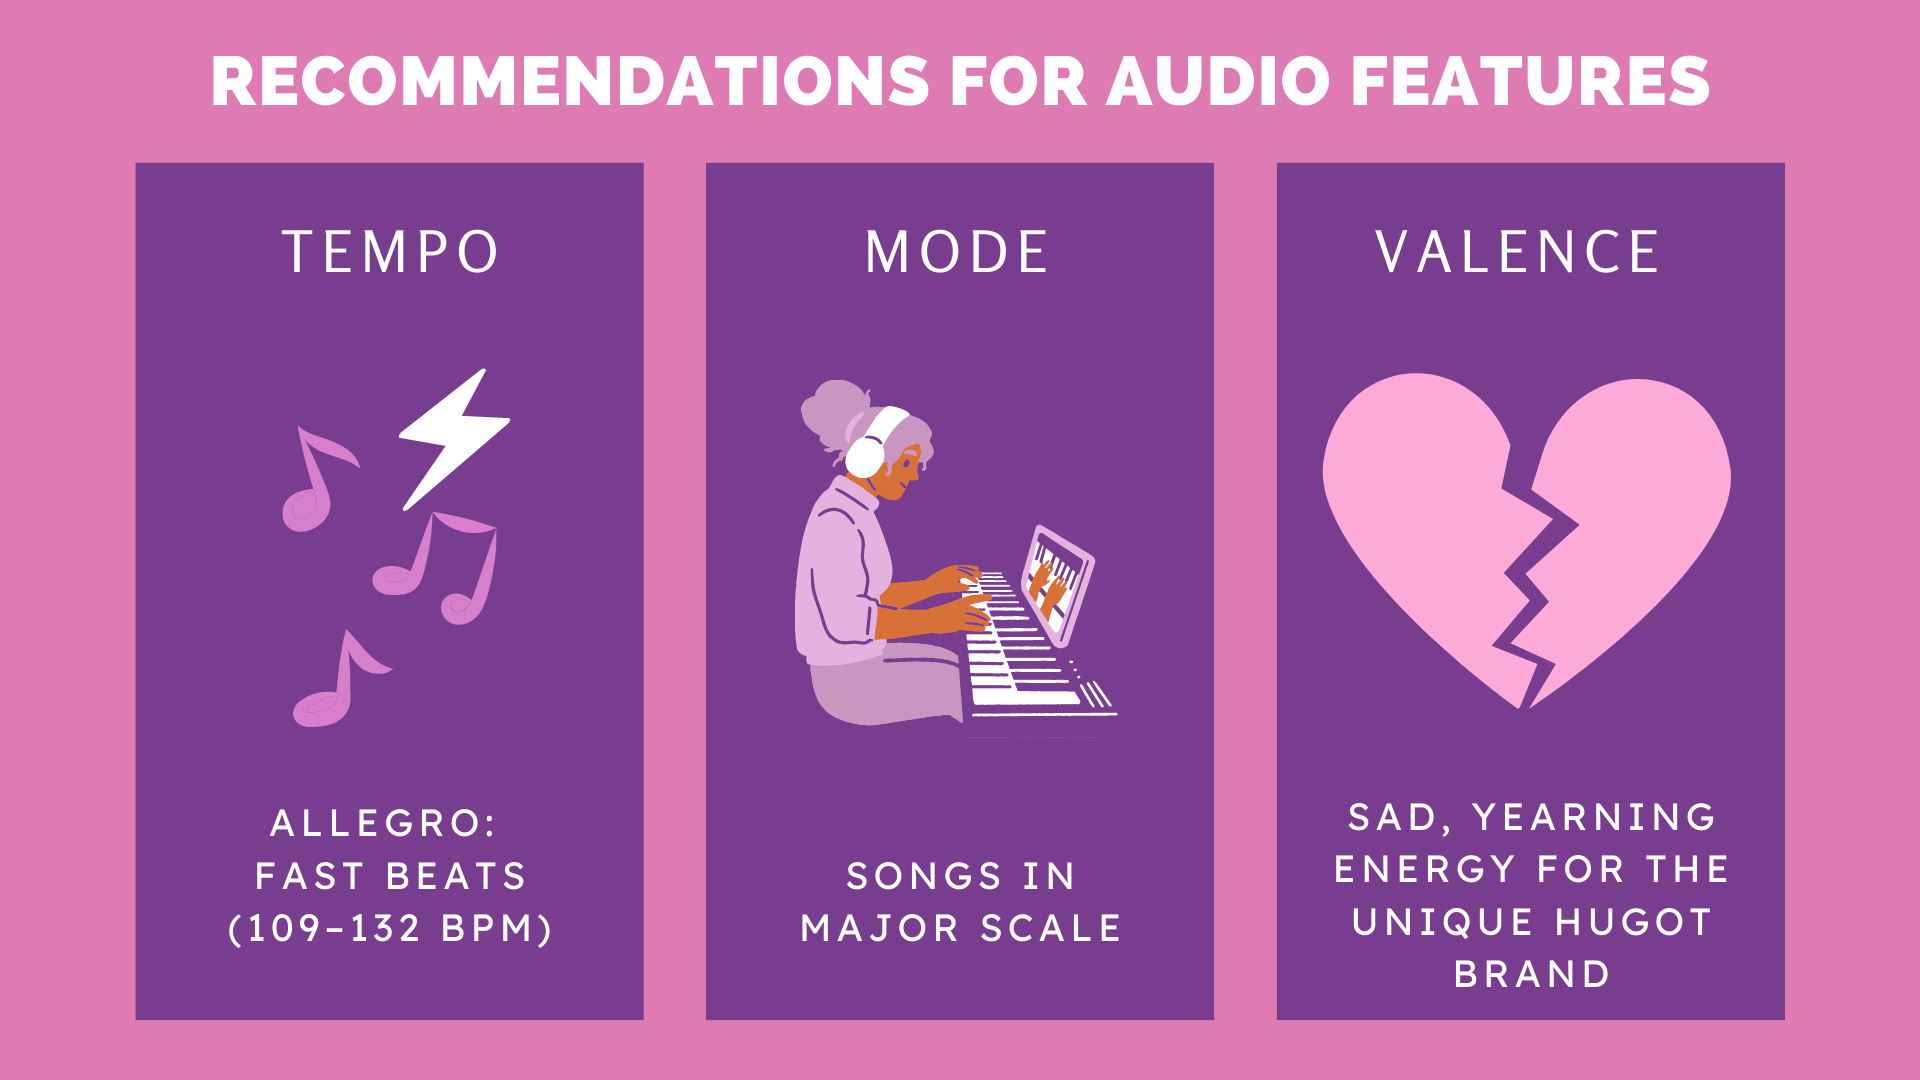 RECOMMENDATIONS FOR AUDIO FEATURES
TEMPO
ALLEGRO:
FAST BEATS
(109–132 BPM)
MODE
SONGS IN
MAJOR SCALE
VALENCE
SAD, YEARNING
ENERGY FOR THE
UNIQUE HUGOT
BRAND